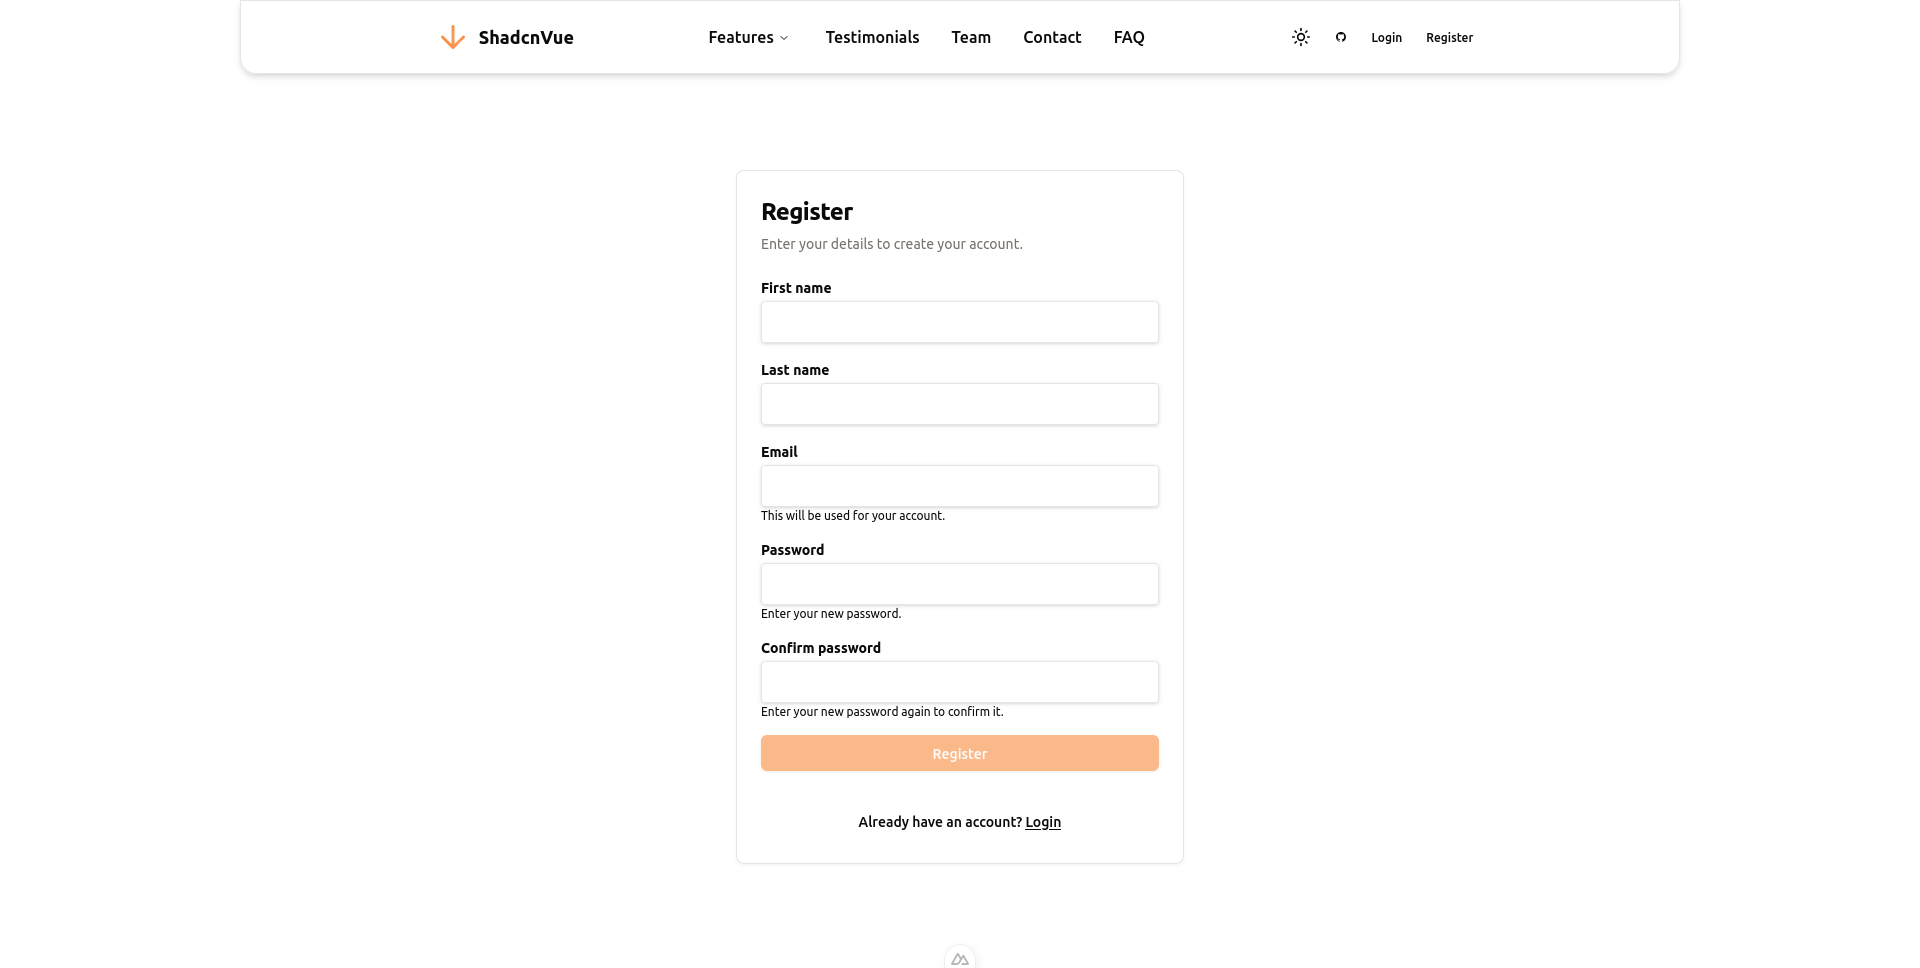 ShadcnVue
Features
Testimonials
Team
Contact
FAQ
Login
Register
Register
Enter your details to create your account.
First name
Last name
Email
This will be used for your account.
Password
Enter your new password.
Confirm password
Enter your new password again to confirm it.
Register
Already have an account? Login